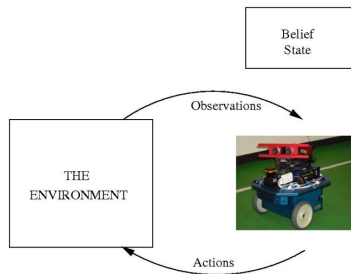 Belief
State
Observations
THE
ENVIRONMENT
Actions